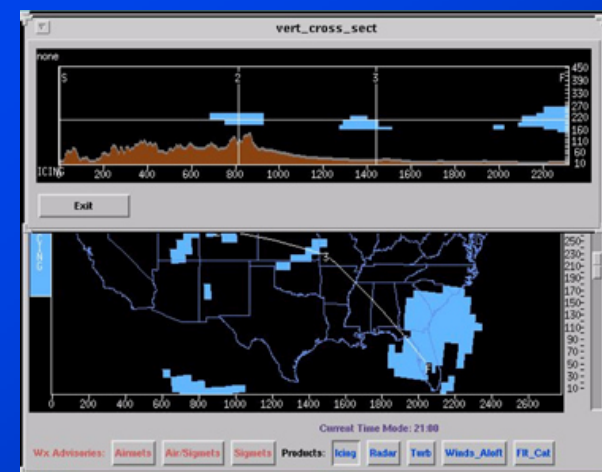 vert_cross_sect
none
S 2 3 F
450
390
330
270
220
160
110
60
10
ICING
0 200 400 600 800 1000 1200 1400 1600 1800 2000 2200
Exit
250
230
210
190
170
150
130
110
90
70
50
30
10
3
F
0 200 400 600 800 1000 1200 1400 1600 1800 2000 2200 2400 2600
Current Time Mode: 21:00
Wx Advisories: Airmets Air/Sigmets Sigmets Products: Icing Radar Turb Winds_Aloft Flt_Cat